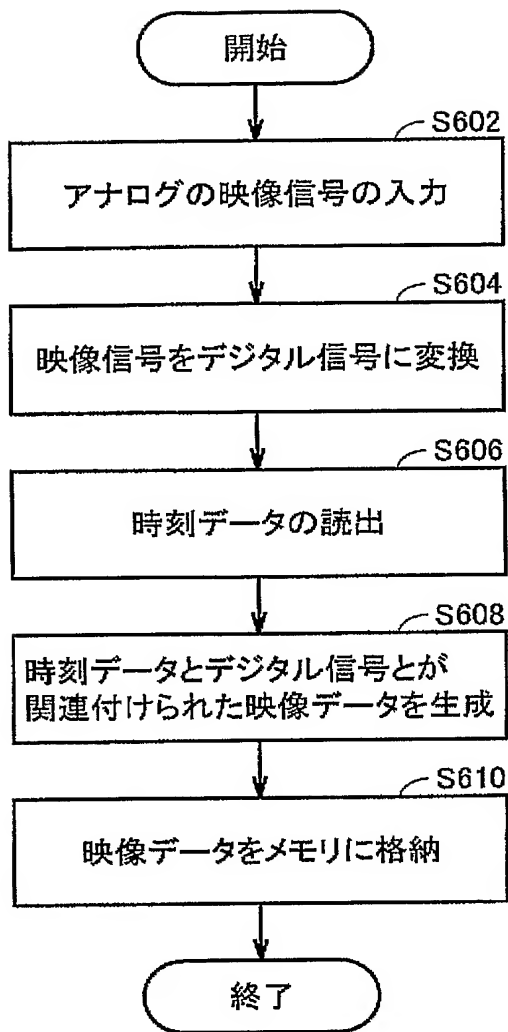 開始
S602
アナログの映像信号の入力
S604
映像信号をデジタル信号に変換
S606
時刻データの読出
S608
時刻データとデジタル信号とが
関連付けられた映像データを生成
S610
映像データをメモリに格納
終了